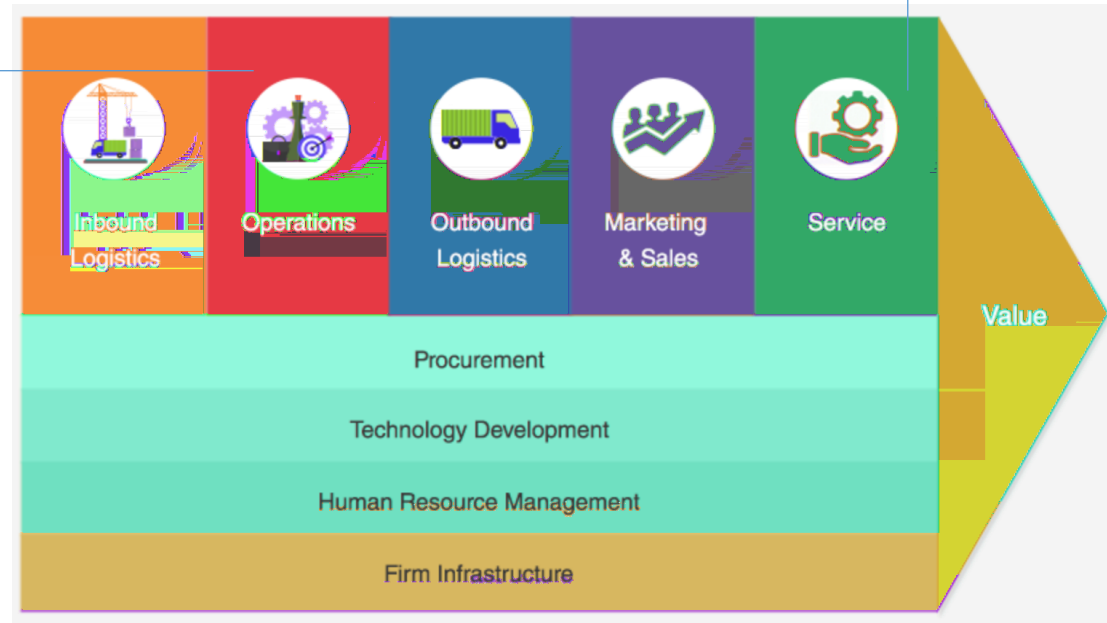 Inbound
Logistics
Operations
Outbound
Logistics
Marketing
& Sales
Service
Value
Procurement
Technology Development
Human Resource Management
Firm Infrastructure